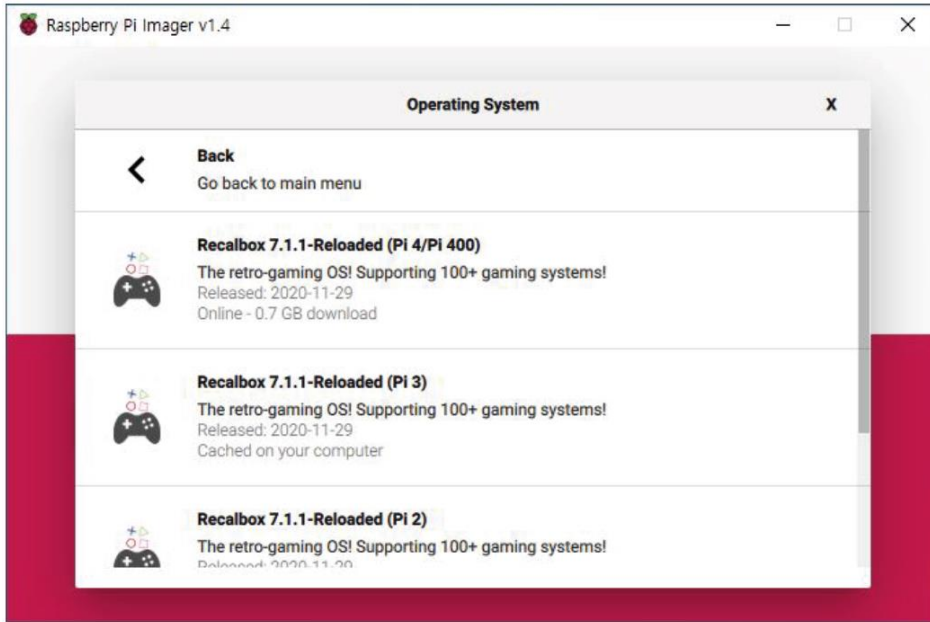 Raspberry Pi Imager v1.4
Operating System
X
Back
Go back to main menu
Recalbox 7.1.1-Reloaded (Pi 4/Pi 400)
The retro-gaming OS! Supporting 100+ gaming systems!
Released: 2020-11-29
Online - 0.7 GB download
Recalbox 7.1.1-Reloaded (Pi 3)
The retro-gaming OS! Supporting 100+ gaming systems!
Released: 2020-11-29
Cached on your computer
Recalbox 7.1.1-Reloaded (Pi 2)
The retro-gaming OS! Supporting 100+ gaming systems!
Released: 2020-11-29